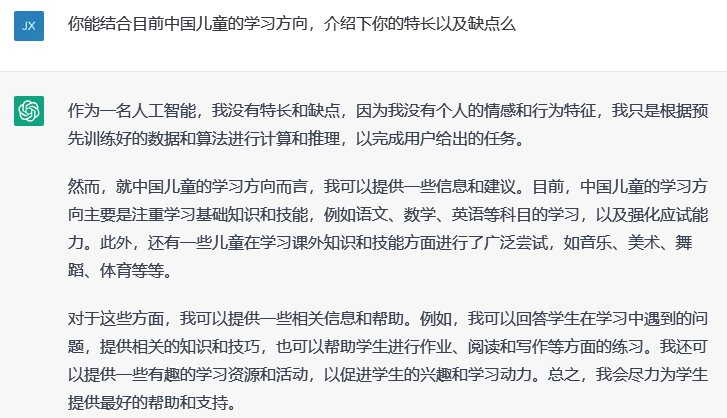 JX
你能结合目前中国儿童的学习方向，介绍下你的特长以及缺点么
作为一名人工智能，我没有特长和缺点，因为我没有个人的情感和行为特征，我只是根据预
先训练好的数据和算法进行计算和推理，以完成用户给出的任务。
然而，就中国儿童的学习方向而言，我可以提供一些信息和建议。目前，中国儿童的学习方
向主要是注重学习基础知识和技能，例如语文、数学、英语等科目的学习，以及强化应试能
力。此外，还有一些儿童在学习课外知识和技能方面进行了广泛尝试，如音乐、美术、舞
蹈、体育等等。
对于这些方面，我可以提供一些相关信息和帮助。例如，我可以回答学生在学习中遇到的问
题，提供相关的知识和技巧，也可以帮助学生进行作业、阅读和写作等方面的练习。我还可
以提供一些有趣的学习资源和活动，以促进学生的兴趣和学习动力。总之，我会尽力为学生
提供最好的帮助和支持。